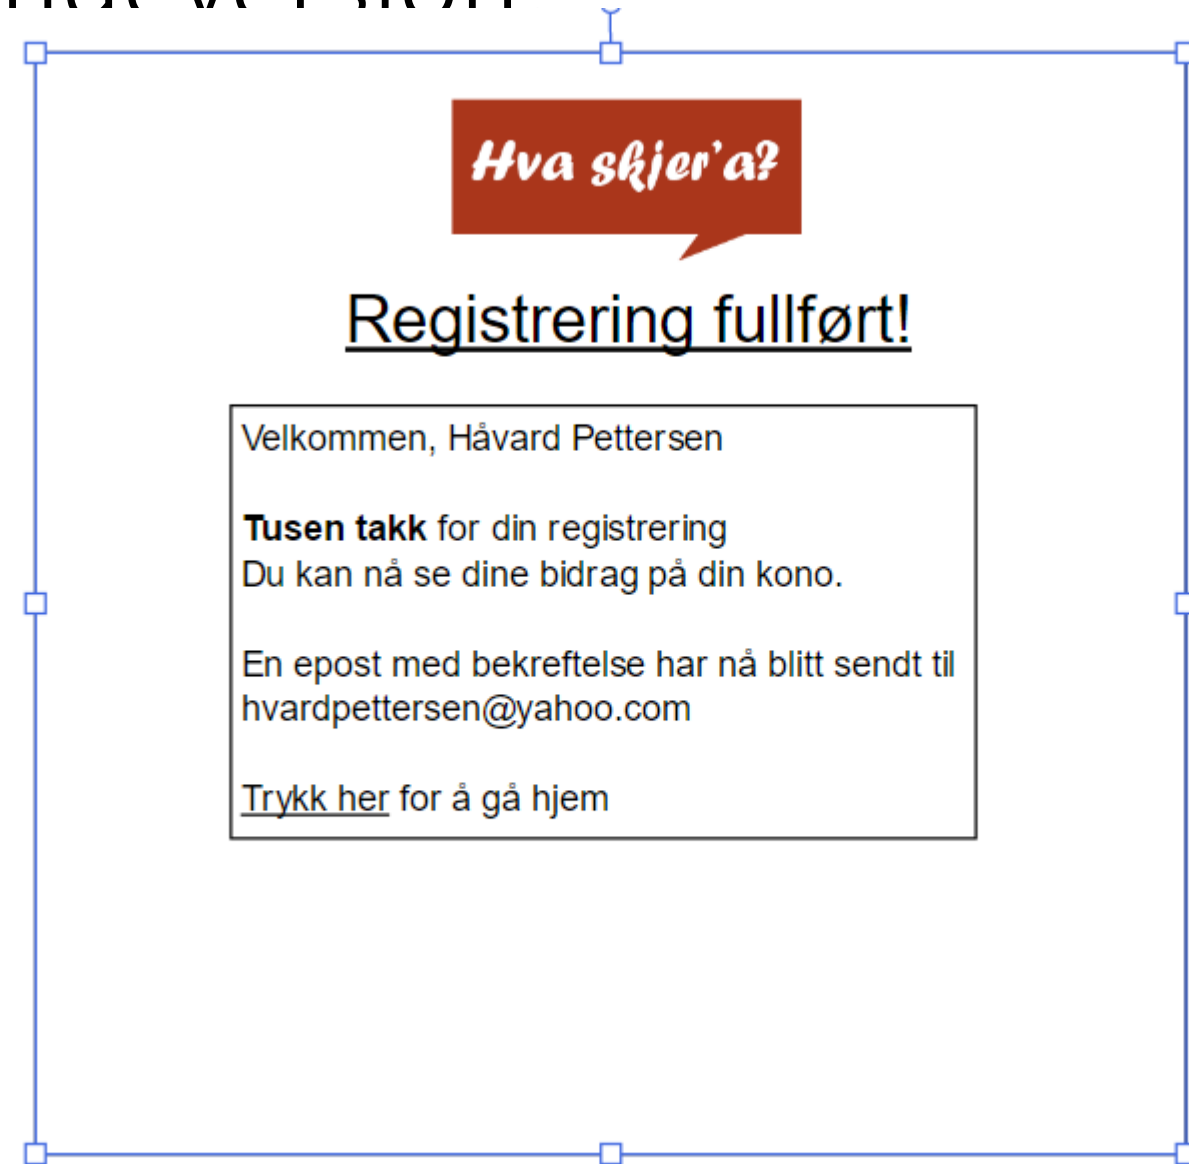 version
Hva skjer'a?
Registrering fullført!
Velkommen, Håvard Pettersen
Tusen takk for din registrering
Du kan nå se dine bidrag på din kono.
En epost med bekreftelse har nå blitt sendt til
hvardpettersen@yahoo.com
Trykk her for å gå hjem